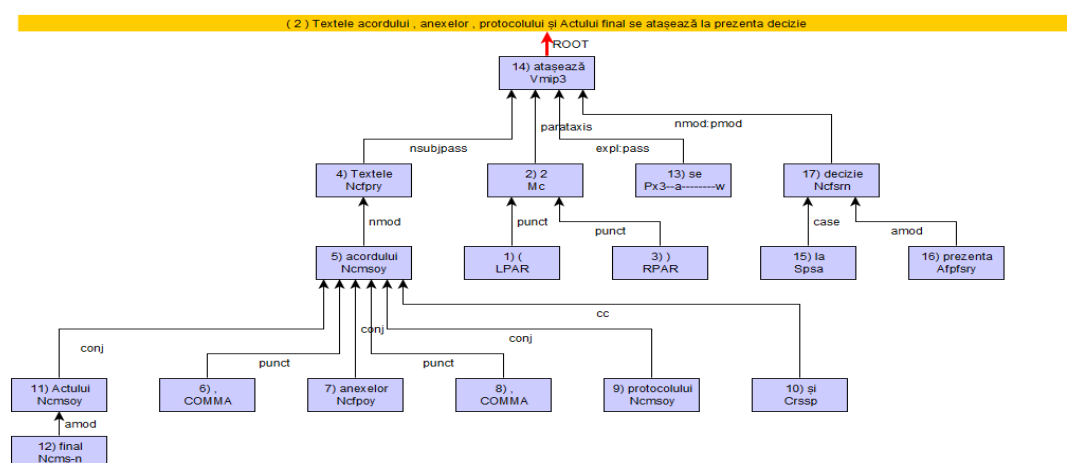 ( 2 ) Textele acordului , anexelor , protocolului și Actului final se atașează la prezenta decizie
ROOT
14) atașează
Vmip3
parataxis
nmod:pmod
nsubjpass
expl:pass
4) Textele
Ncfpry
2) 2
Mc
13) se
Px3--a--------w
17) decizie
Ncfsrn
nmod
punct
punct
case
amod
5) acordului
Ncmsoy
1) (
LPAR
3) )
RPAR
15) la
Spsa
16) prezenta
Afpfsry
cc
conj
conj
conj
punct
punct
11) Actului
Ncmsoy
6) ,
COMMA
7) anexelor
Ncfpoy
8) ,
COMMA
9) protocolului
Ncmsoy
10) și
Crssp
amod
12) final
Ncms-n